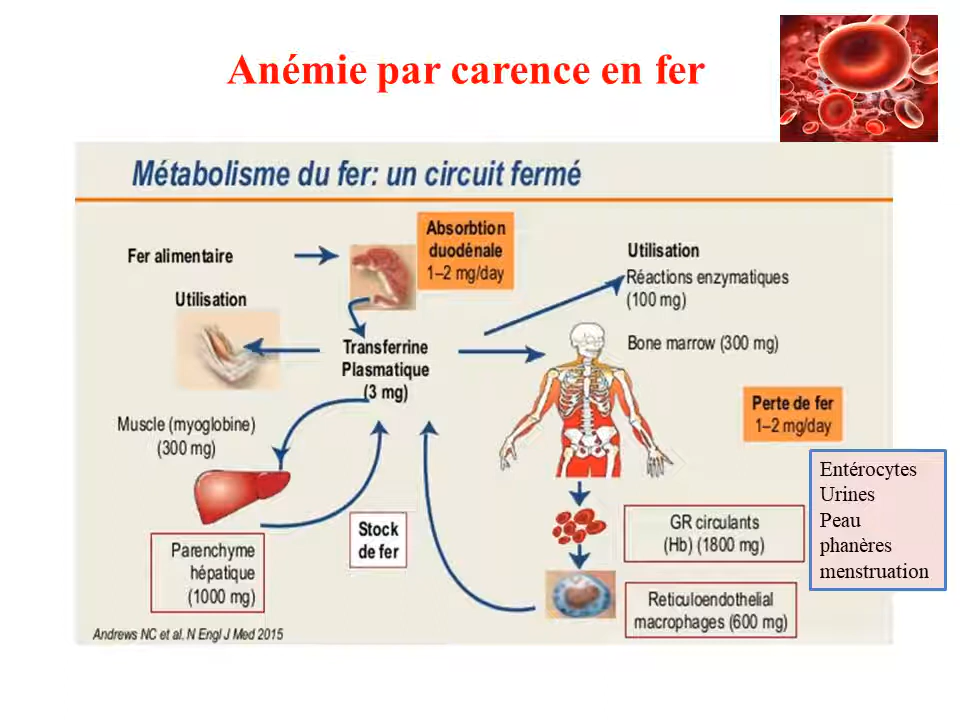 Anémie par carence en fer
Métabolisme du fer: un circuit fermé
Fer alimentaire
Absorbtion
duodénale
1–2 mg/day
Utilisation
Réactions enzymatiques
(100 mg)
Utilisation
Transferrine
Plasmatique
(3 mg)
Bone marrow (300 mg)
Muscle (myoglobine)
(300 mg)
Perte de fer
1–2 mg/day
Entérocytes
Urines
Peau
phanères
menstruation
Stock
de fer
GR circulants
(Hb) (1800 mg)
Parenchyme
hépatique
(1000 mg)
Reticuloendothelial
macrophages (600 mg)
Andrews NC et al. N Engl J Med 2015